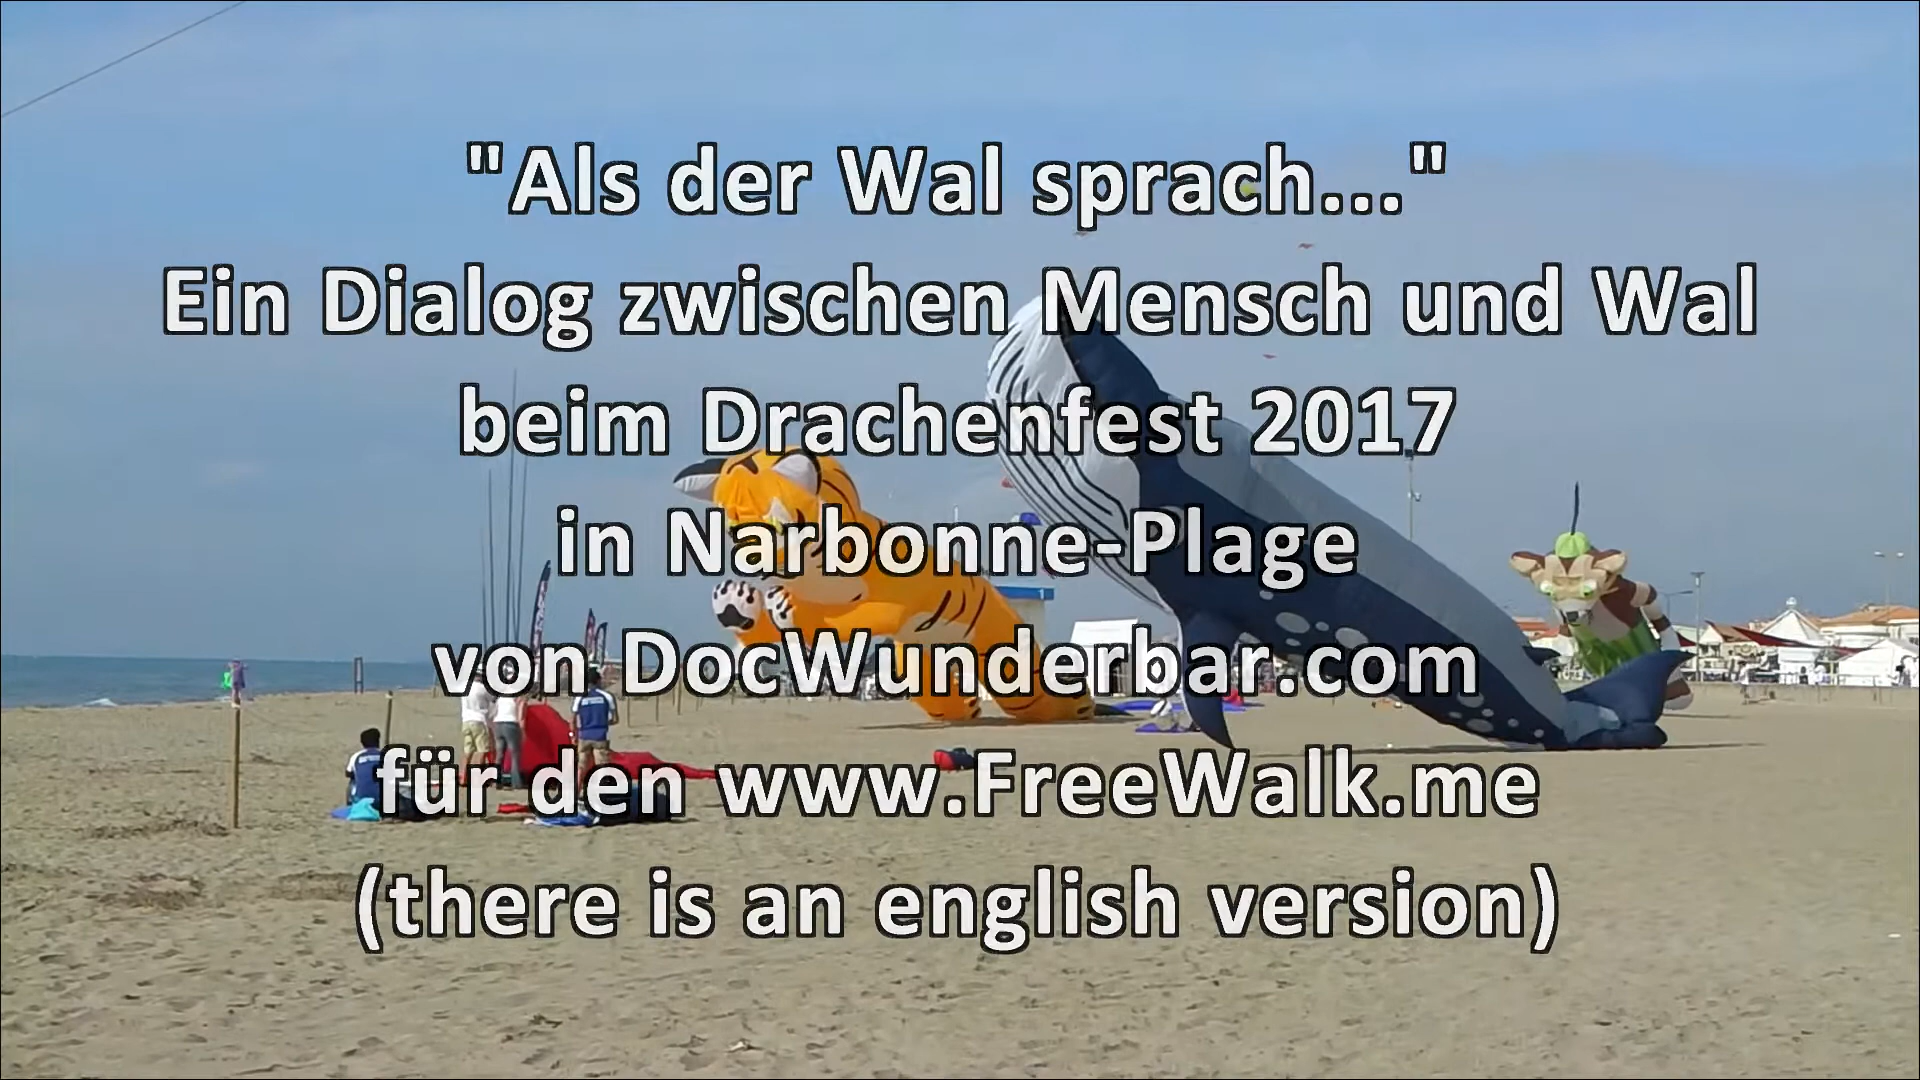 "Als der Wal sprach..."
Ein Dialog zwischen Mensch und Wal
beim Drachenfest 2017
in Narbonne-Plage
von DocWunderbar.com
für den www.FreeWalk.me
(there is an english version)